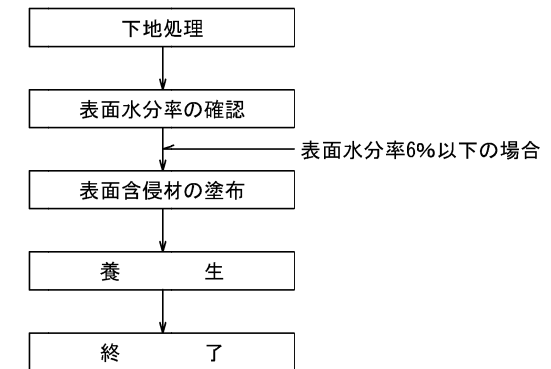 下地処理
表面水分率の確認
表面水分率6%以下の場合
表面含侵材の塗布
養　　　生
終　　　了